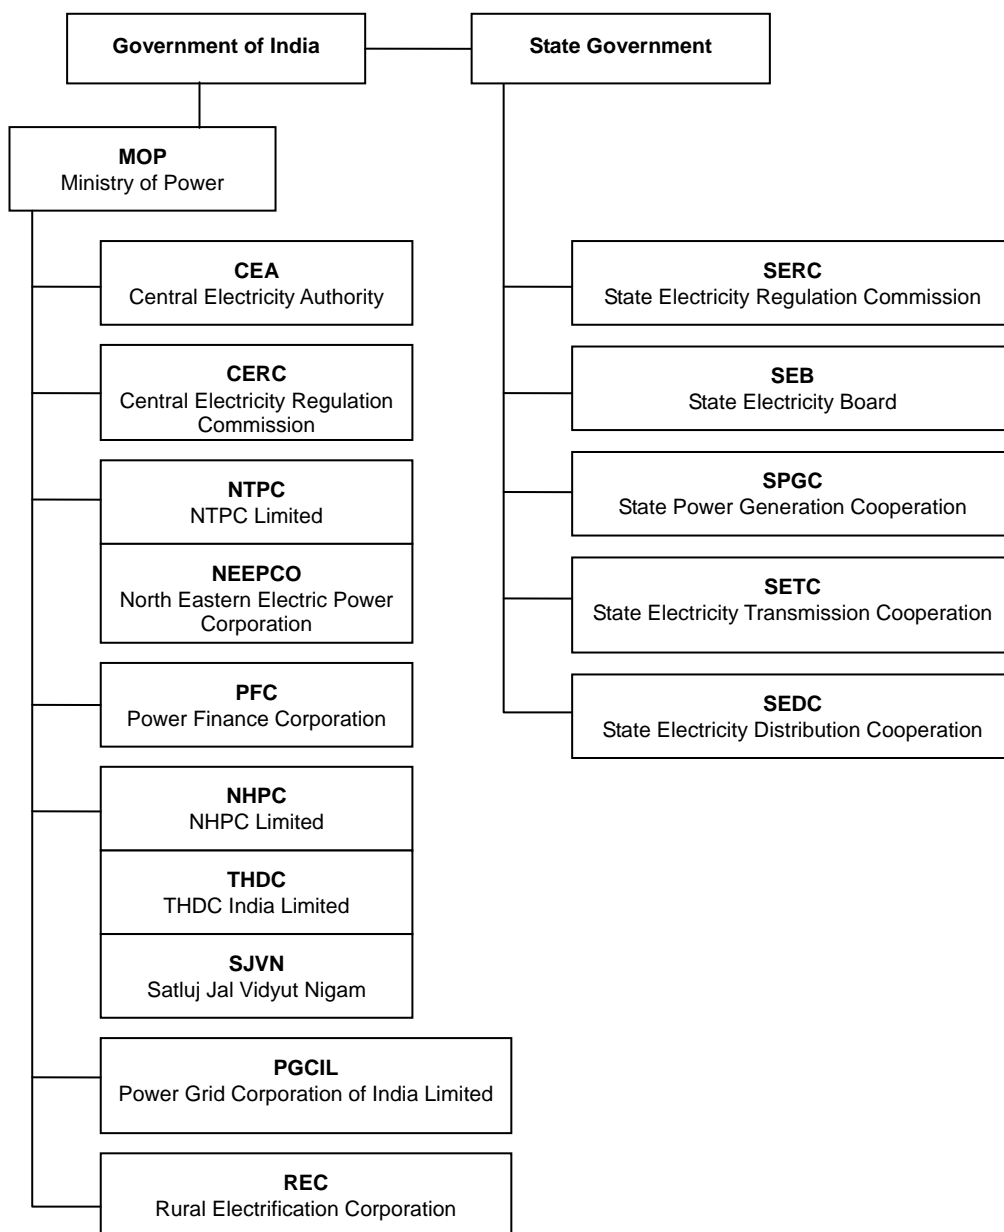 Government of India
State Government
MOP
Ministry of Power
CEA
Central Electricity Authority
CERC
Central Electricity Regulation
Commission
NTPC
NTPC Limited
NEEPCO
North Eastern Electric Power
Corporation
PFC
Power Finance Corporation
NHPC
NHPC Limited
THDC
THDC India Limited
SJVN
Satluj Jal Vidyut Nigam
PGCIL
Power Grid Corporation of India Limited
REC
Rural Electrification Corporation
SERC
State Electricity Regulation Commission
SEB
State Electricity Board
SPGC
State Power Generation Cooperation
SETC
State Electricity Transmission Cooperation
SEDC
State Electricity Distribution Cooperation